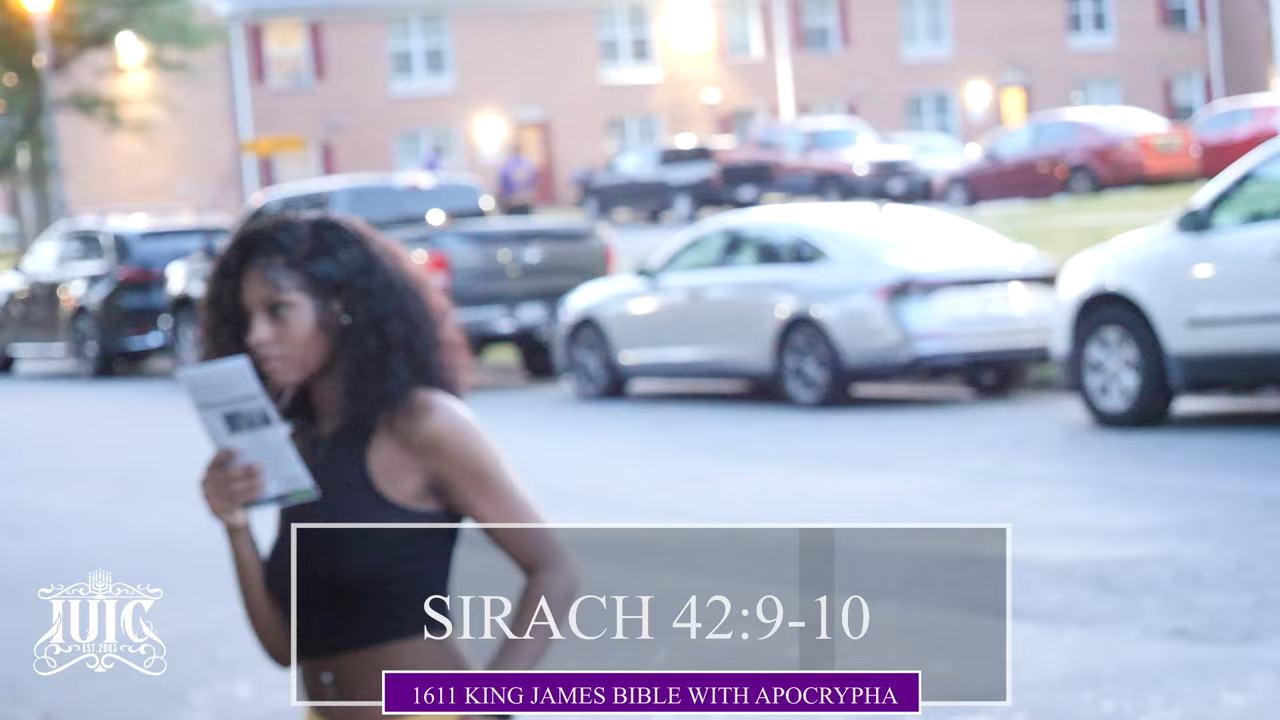 SIRACH 42:9-10
IUIC
EST. 2003
1611 KING JAMES BIBLE WITH APOCRYPHA